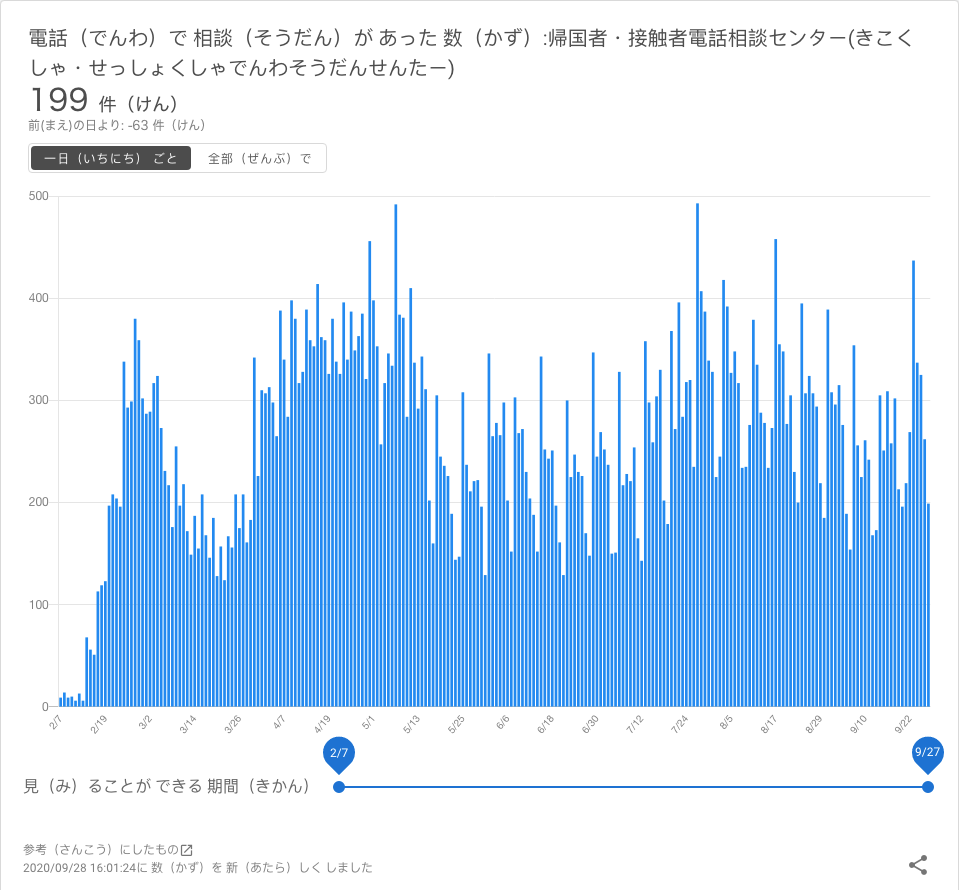 電話（でんわ）で 相談（そうだん）が あった 数（かず）:帰国者・接触者電話相談センター(きこく
しゃ・せっしょくしゃでんわそうだんせんたー)
199 件（けん）
前(まえ)の日より: -63 件（けん）
一日（いちにち） ごと 全部（ぜんぶ）で
500
400
300
200
100
0
2/7 2/19 3/2 3/14 3/26 4/7 4/19 5/1 5/13 5/25 6/6 6/18 6/30 7/12 7/24 8/5 8/17 8/29 9/10 9/22
2/7 9/27
見（み）ることが できる 期間（きかん）
参考（さんこう）にしたもの
2020/09/28 16:01:24に 数（かず）を 新（あたら）しく しました